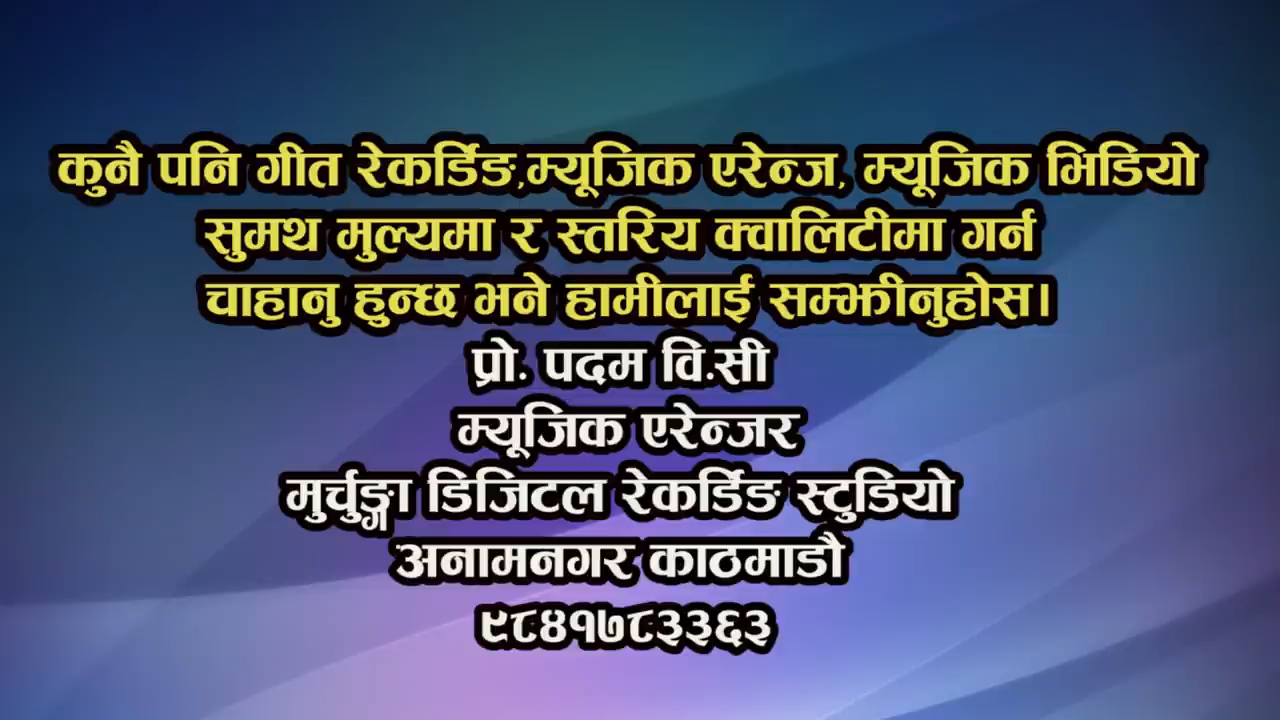 कुनै पनि गीत रेकर्डिङ,म्यूजिक एरेन्ज, म्यूजिक भिडियो
सुमथ मुल्यमा र स्तरिय क्वालिटीमा गर्न
चाहानु हुन्छ भने हामीलाई सम्झीनुहोस।
प्रो. पदम वि.सी
म्यूजिक एरेन्जर
मुर्चुङ्गा डिजिटल रेकर्डिङ स्टुडियो
अनामनगर काठमाडौ
९८४१७८३३६३